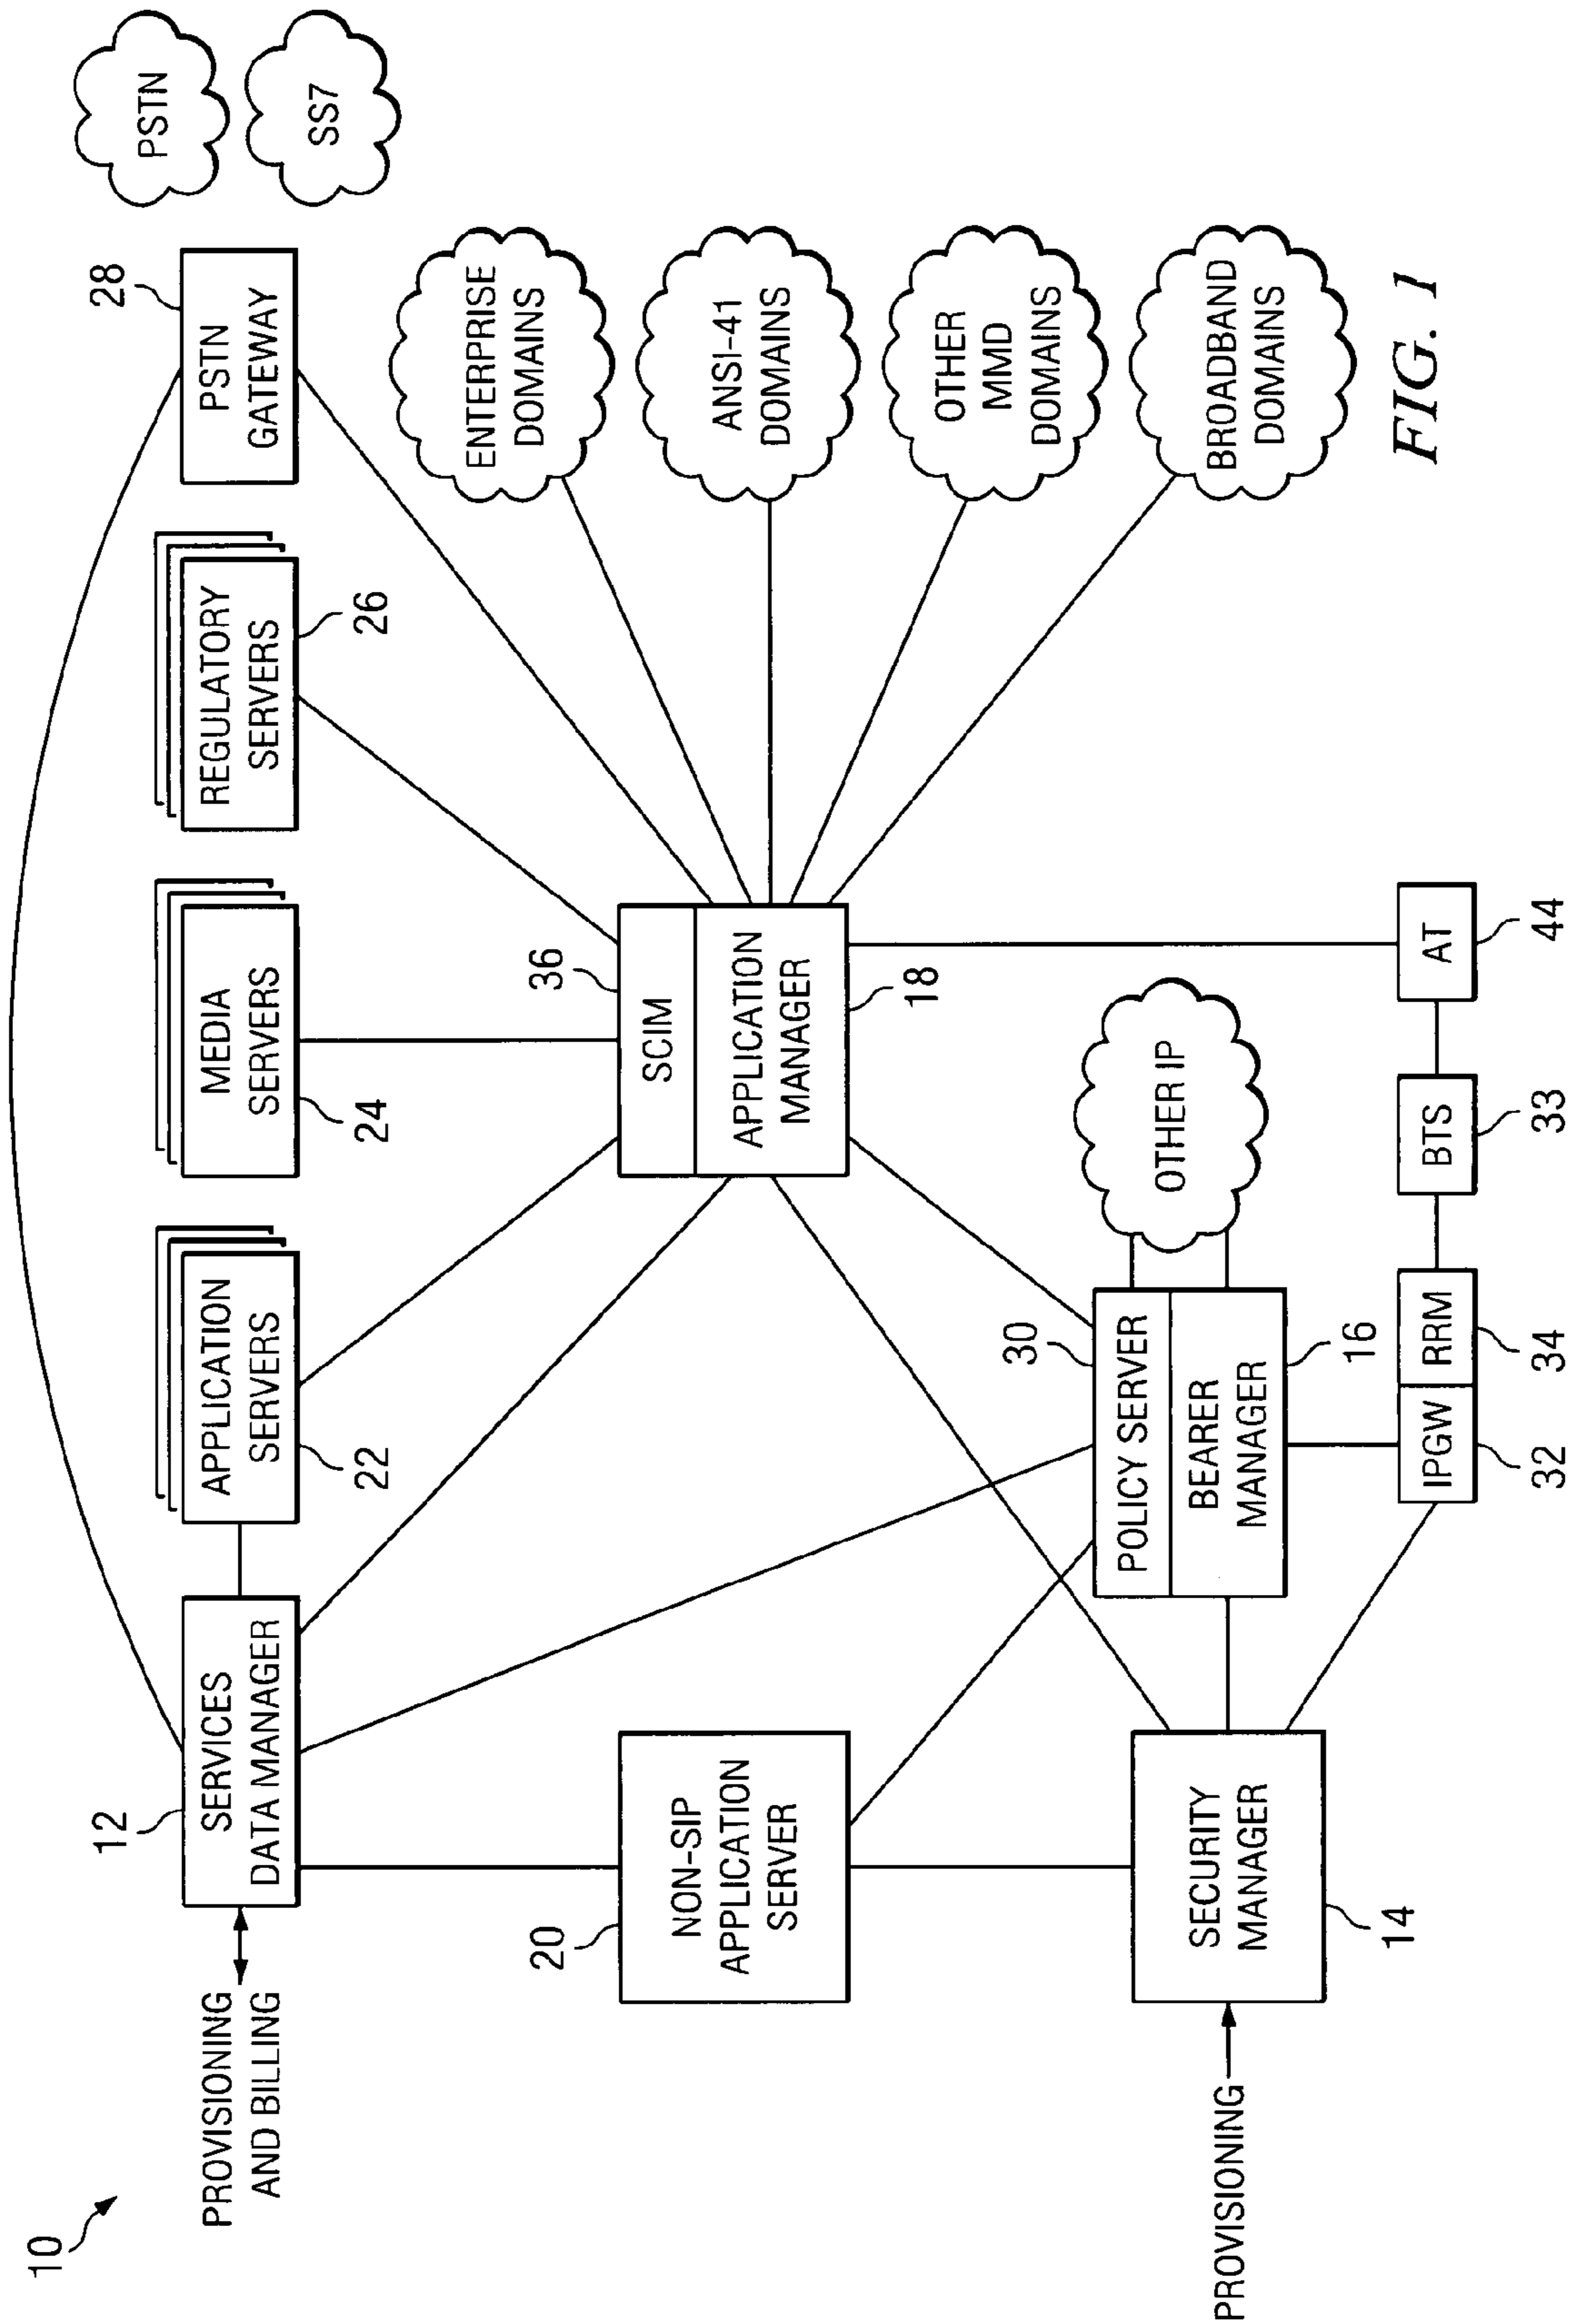 10
PROVISIONING
AND BILLING
12
SERVICES
DATA MANAGER
APPLICATION
SERVERS
22
MEDIA
SERVERS
24
REGULATORY
SERVERS
26
28
PSTN
GATEWAY
PSTN
SS7
20
NON-SIP
APPLICATION
SERVER
36
SCIM
APPLICATION
MANAGER
18
ENTERPRISE
DOMAINS
ANSI-41
DOMAINS
OTHER
MMD
DOMAINS
BROADBAND
DOMAINS
PROVISIONING
SECURITY
MANAGER
14
30
POLICY SERVER
BEARER
MANAGER
16
OTHER IP
IPGW
RRM
BTS
AT
32
34
33
44
FIG. 1